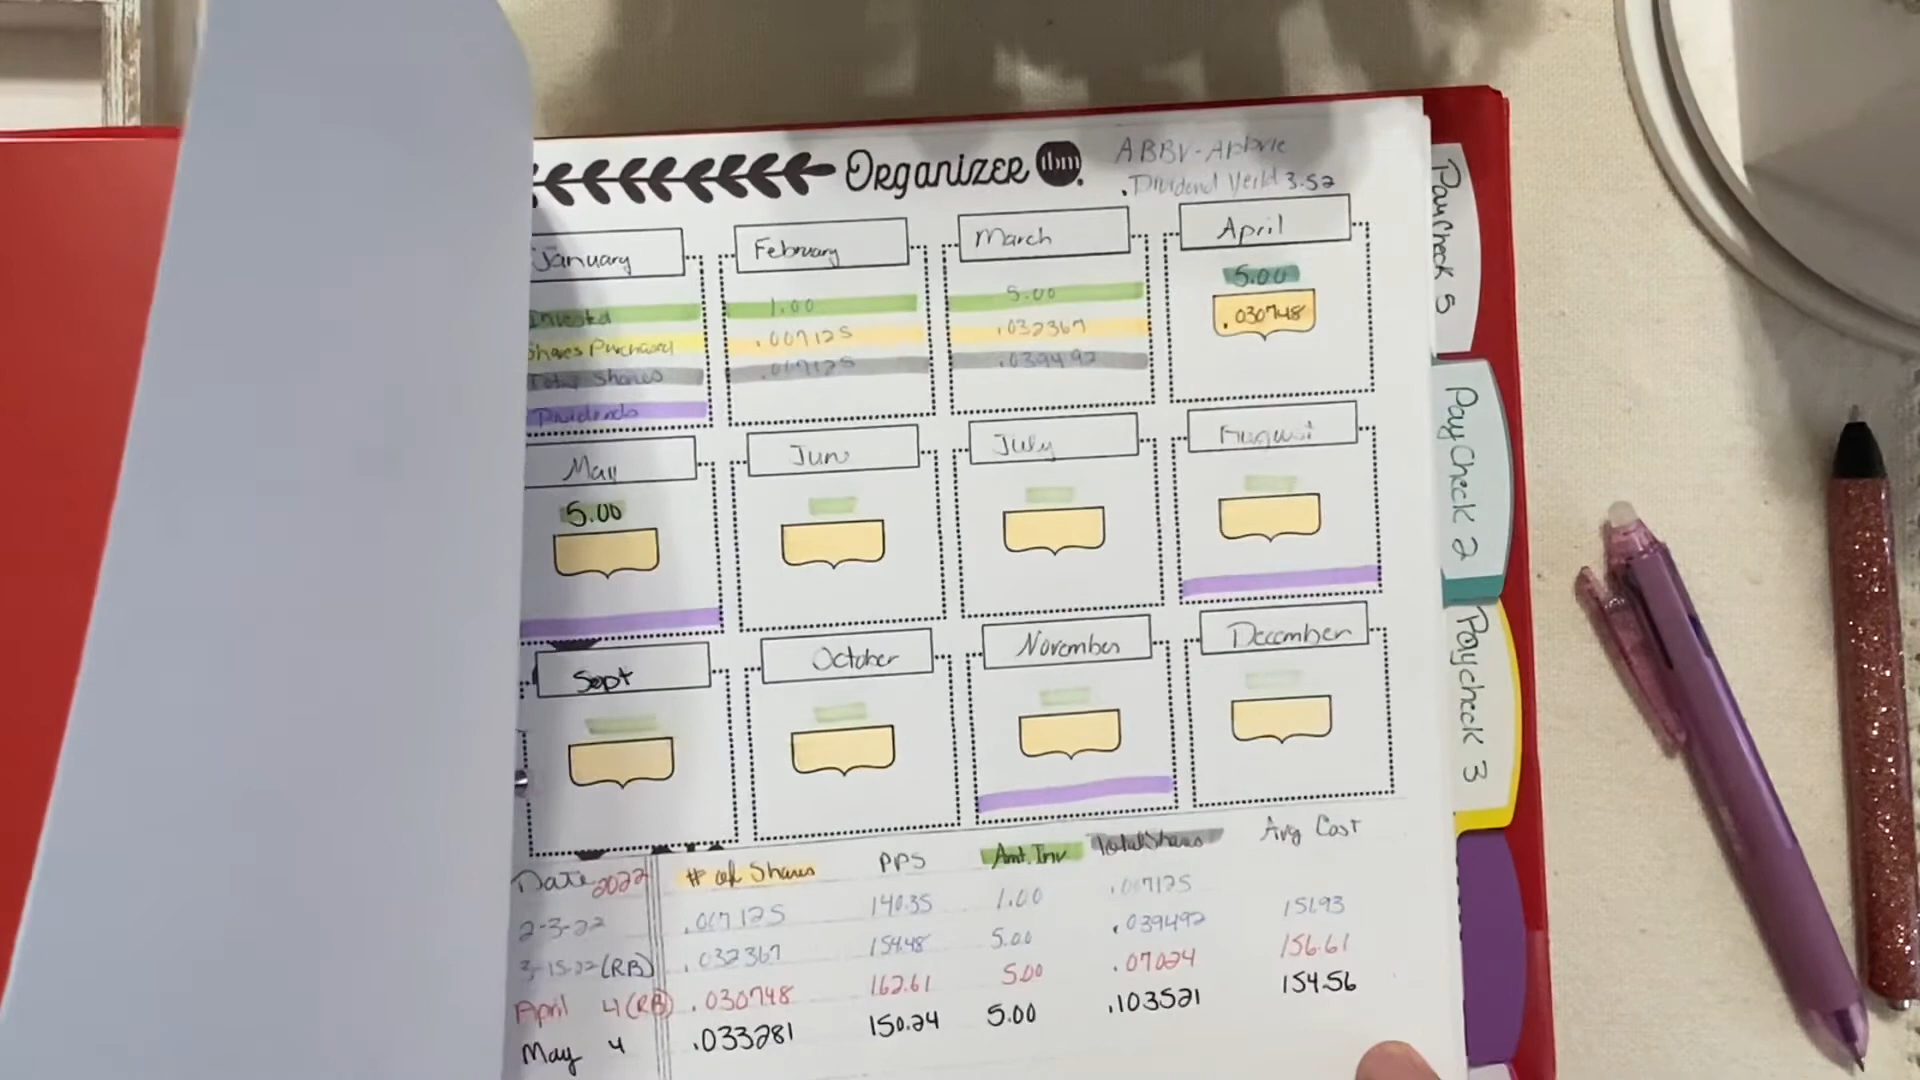 Organizer tbm.
ABBV-Abbvie
.Dividend Yeild 3.52
January
February
March
April
Invested
1.00
5.00
5.00
Shares Purchased
.007125
.032367
.030748
Total Shares
.007125
.039492
Dividends
May
June
July
August
5.00
Sept
October
November
December
Date 2022
# of Shares
PPS
Amt. Inv
Total Shares
Avg Cost
2-3-22
.007125
140.35
1.00
.007125
3-15-22 (RB)
.032367
154.48
5.00
.039492
151.93
April 4 (RB)
.030748
162.61
5.00
.07024
156.61
May 4
.033281
150.24
5.00
.103521
154.56
PayCheck 5
PayCheck 2
Paycheck 3